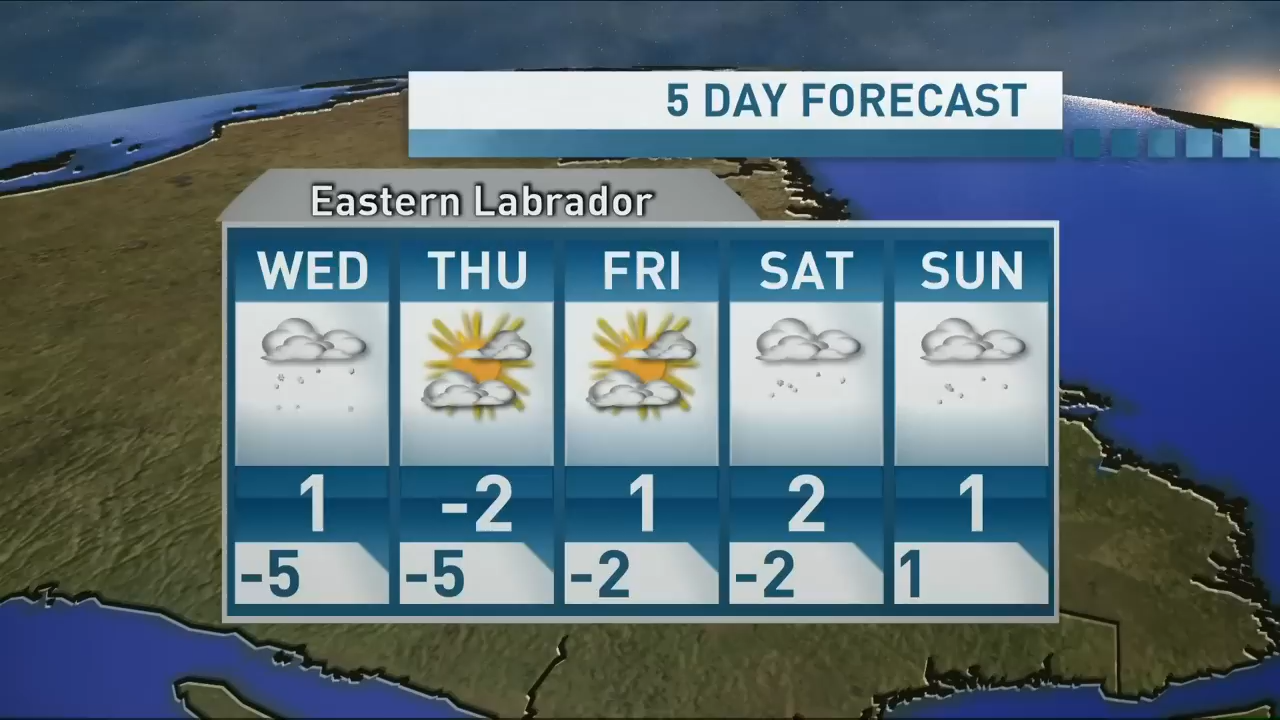 5 DAY FORECAST
Eastern Labrador
WED THU FRI SAT SUN
1 -2 1 2 1
-5 -5 -2 -2 1